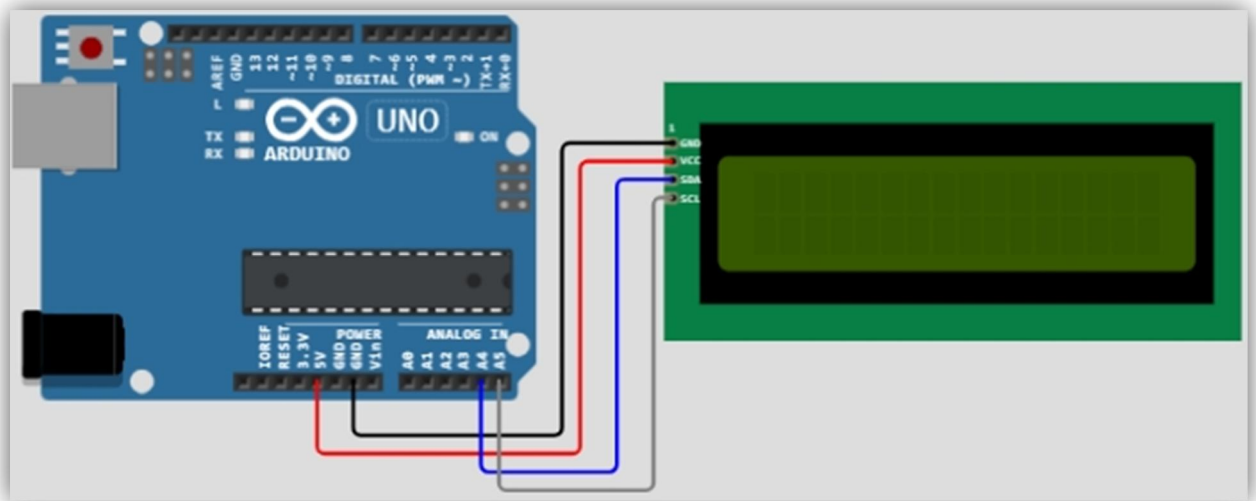 AREF
GND
13
12
~11
~10
~9
8
7
~6
~5
4
~3
2
TX→1
RX←0
DIGITAL (PWM ~)
L
TX
RX
ARDUINO
UNO
ON
1
GND
VCC
SDA
SCL
POWER
ANALOG IN
IOREF
RESET
3.3V
5V
GND
GND
Vin
A0
A1
A2
A3
A4
A5